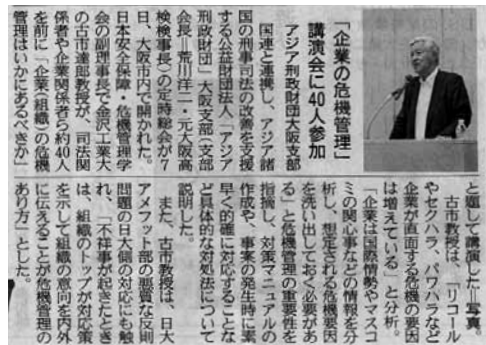 「企業の危機管理」
講演会に40人参加
アジア刑政財団大阪支部
国連と連携し、アジア諸
国の刑事司法の改善を支援
する公益財団法人「アジア
刑政財団」大阪支部(支部
会長=荒川洋二・元大阪高
検検事長)の定時総会が7
日、大阪市内で開かれた。
日本安全保障・危機管理学
会の副理事長で金沢工業大
の古市達郎教授が、司法関
係者や企業関係者ら約40人
を前に「企業(組織)の危機
管理はいかにあるべきか」
と題して講演した=写真。
古市教授は、「リコール
やセクハラ、パワハラなど
企業が直面する危機の要因
は増えている」と分析。
「企業は国際情勢やマスコ
ミの関心事などの情報を分
析し、想定される危機要因
を洗い出しておく必要があ
る」と危機管理の重要性を
指摘し、対策マニュアルの
作成や、事案の発生時に素
早く的確に対応することな
ど具体的な対処法について
説明した。
また、古市教授は、日大
アメフット部の悪質な反則
問題の日大側の対応にも触
れ、「不祥事が起きたとき
は、組織のトップが対応策
を示して組織の意向を内外
に伝えることが危機管理の
あり方」とした。